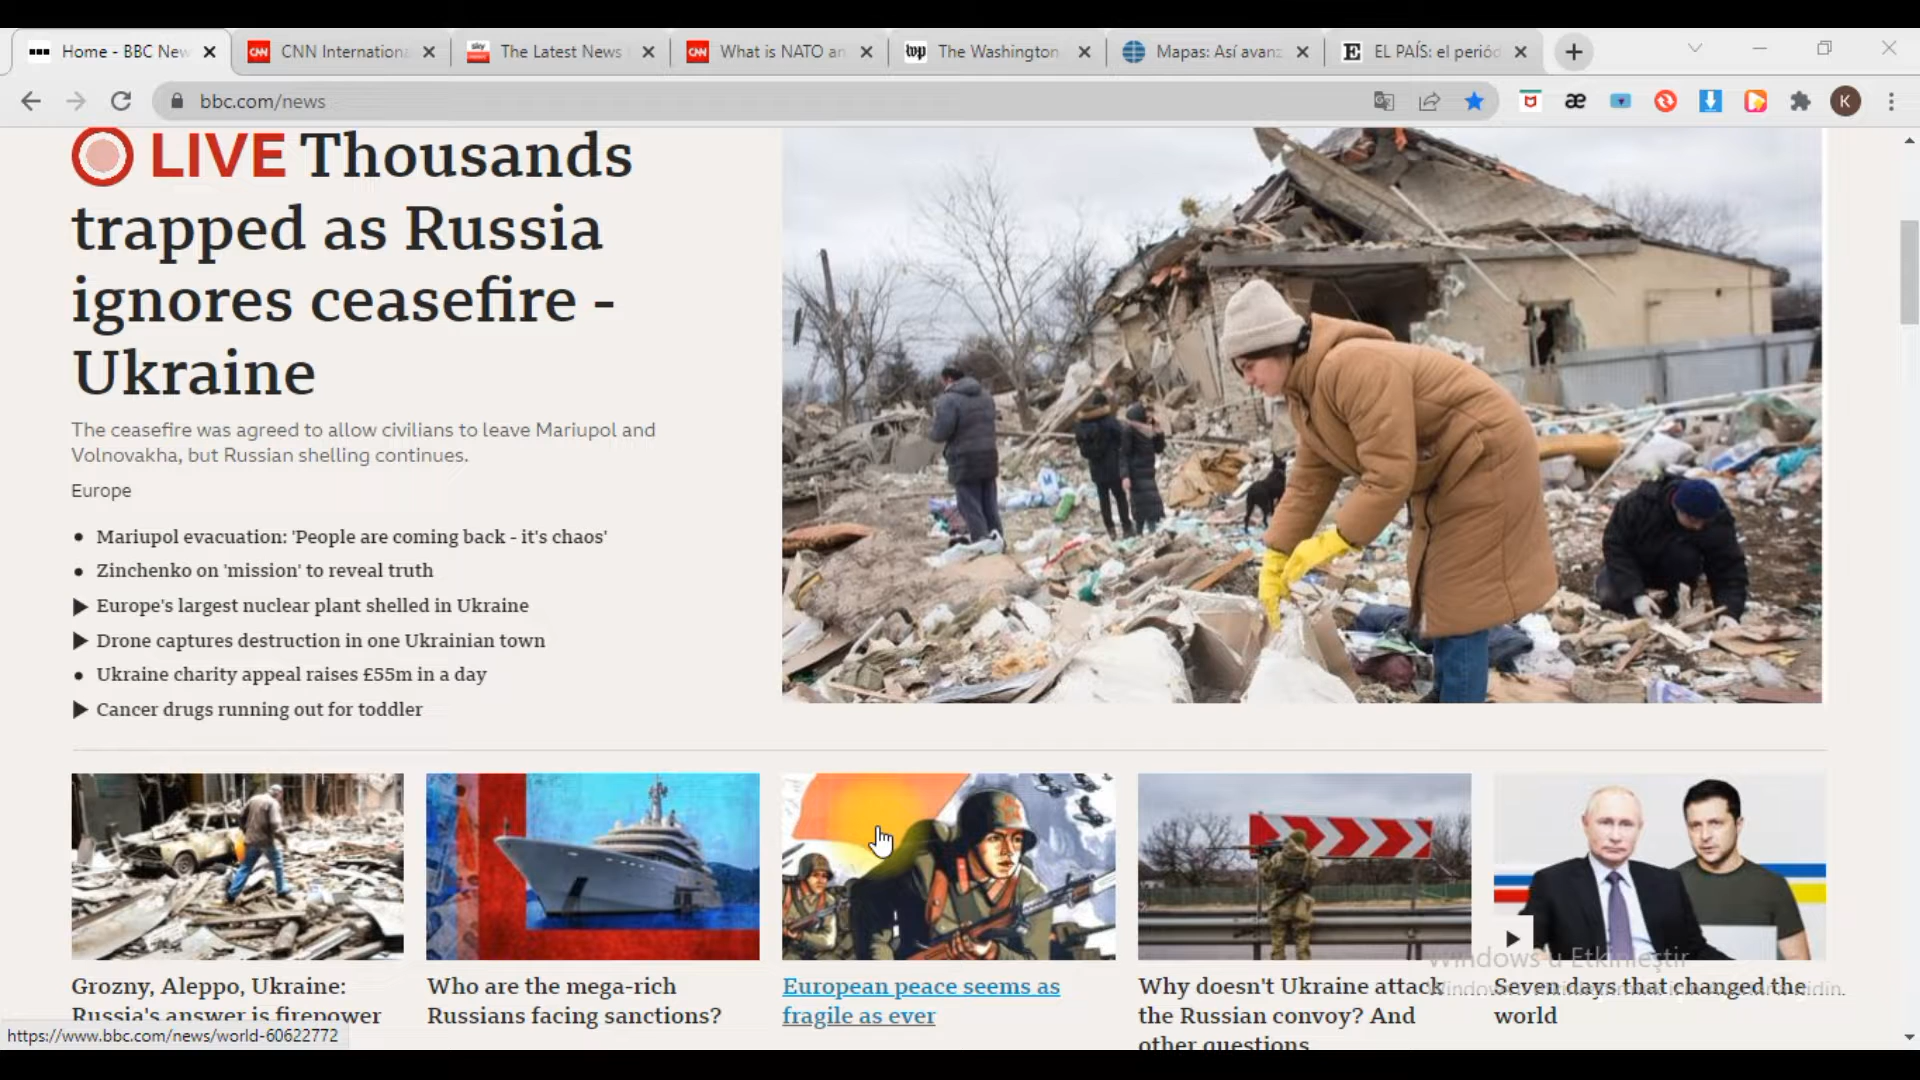 Home - BBC New
CNN Internationa
sky
The Latest News
CNN
What is NATO an
wp
The Washington
Mapas: Así avanz
E
EL PAÍS: el periód
bbc.com/news
æ
K
LIVE Thousands
trapped as Russia
ignores ceasefire -
Ukraine
The ceasefire was agreed to allow civilians to leave Mariupol and
Volnovakha, but Russian shelling continues.
Europe
Mariupol evacuation: 'People are coming back - it's chaos'
Zinchenko on 'mission' to reveal truth
Europe's largest nuclear plant shelled in Ukraine
Drone captures destruction in one Ukrainian town
Ukraine charity appeal raises £55m in a day
Cancer drugs running out for toddler
Grozny, Aleppo, Ukraine:
Russia's answer is firepower
Who are the mega-rich
Russians facing sanctions?
European peace seems as
fragile as ever
Why doesn't Ukraine attack
the Russian convoy? And
other questions
Seven days that changed the
world
Windows'u Etkinleştir
https://www.bbc.com/news/world-60622772